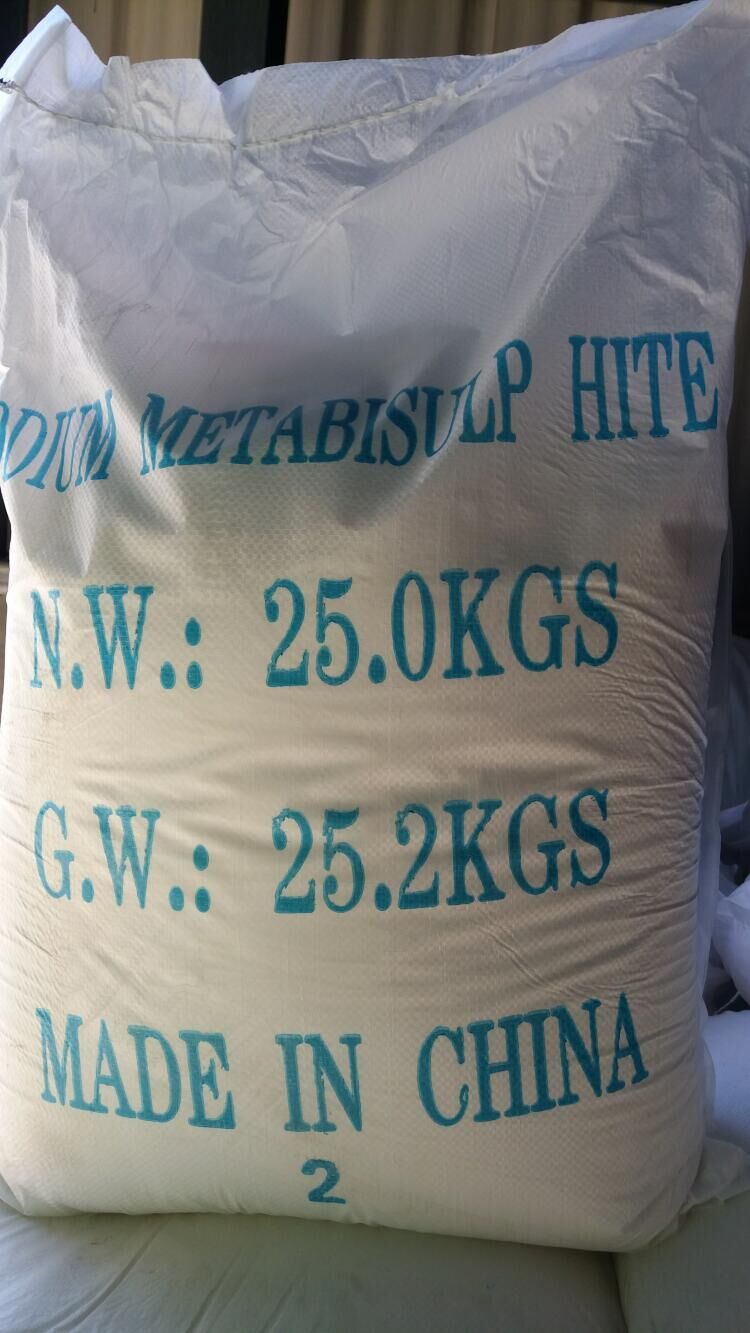 ODIUM METABISULP HITE
N.W.: 25.0KGS
G.W.: 25.2KGS
MADE IN CHINA
2